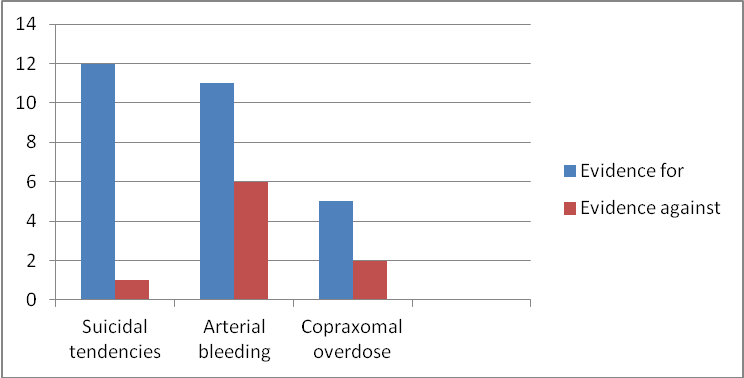 14
12
10
8
6
4
2
0
Suicidal
tendencies
Arterial
bleeding
Copraxomal
overdose
Evidence for
Evidence against